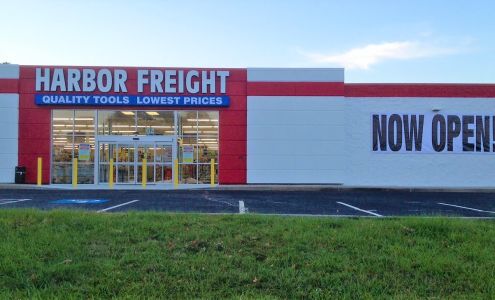 HARBOR FREIGHT
QUALITY TOOLS LOWEST PRICES
NOW OPEN!